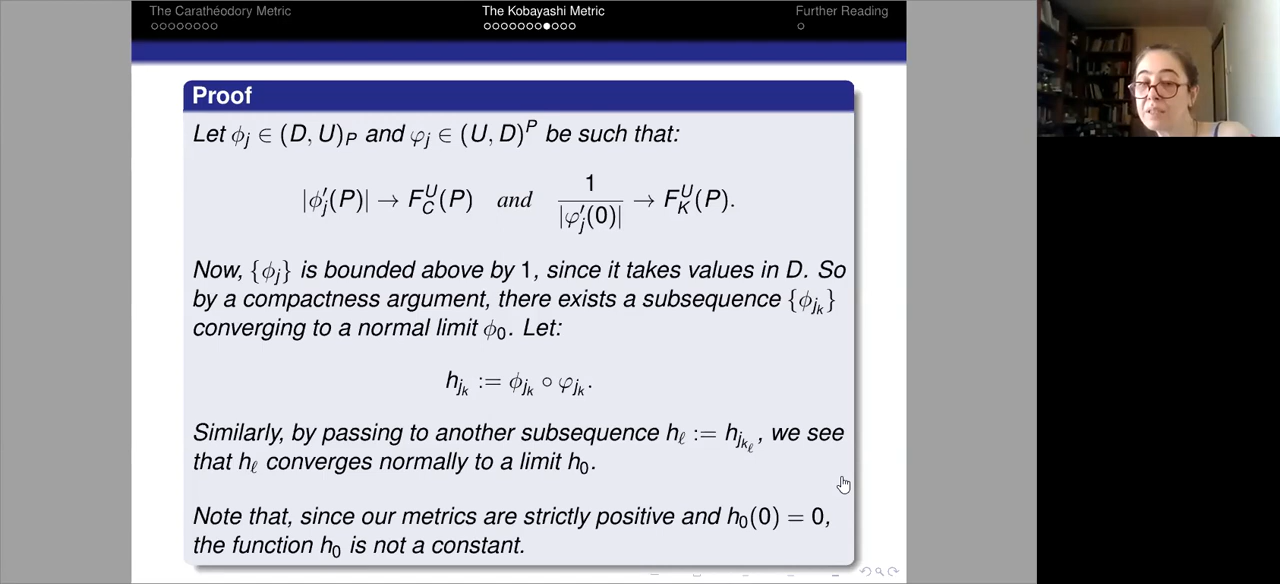 The Carathéodory Metric
The Kobayashi Metric
Further Reading
Proof
Let ϕ_j ∈ (D, U)_P and φ_j ∈ (U, D)^P be such that:
|ϕ′_j(P)| → F_C^U(P) and 1/|φ′_j(0)| → F_K^U(P).
Now, {ϕ_j} is bounded above by 1, since it takes values in D. So
by a compactness argument, there exists a subsequence {ϕ_{j_k}}
converging to a normal limit ϕ_0. Let:
h_{j_k} := ϕ_{j_k} ∘ φ_{j_k}.
Similarly, by passing to another subsequence h_ℓ := h_{j_{k_ℓ}}, we see
that h_ℓ converges normally to a limit h_0.
Note that, since our metrics are strictly positive and h_0(0) = 0,
the function h_0 is not a constant.